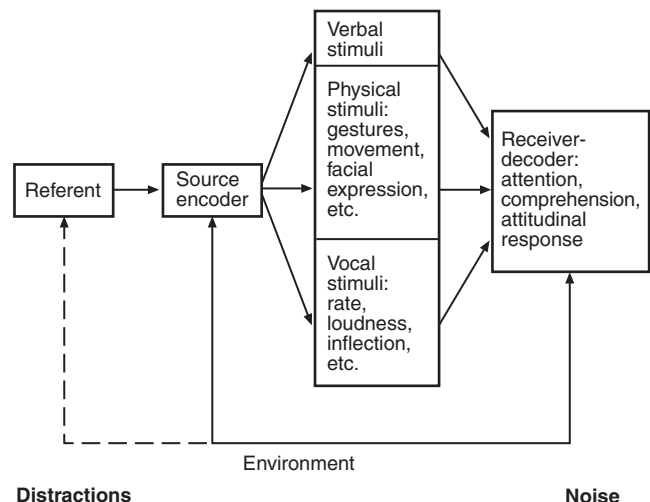 Referent
Source
encoder
Verbal
stimuli
Physical
stimuli:
gestures,
movement,
facial
expression,
etc.
Vocal
stimuli:
rate,
loudness,
inflection,
etc.
Receiver-
decoder:
attention,
comprehension,
attitudinal
response
Environment
Distractions
Noise